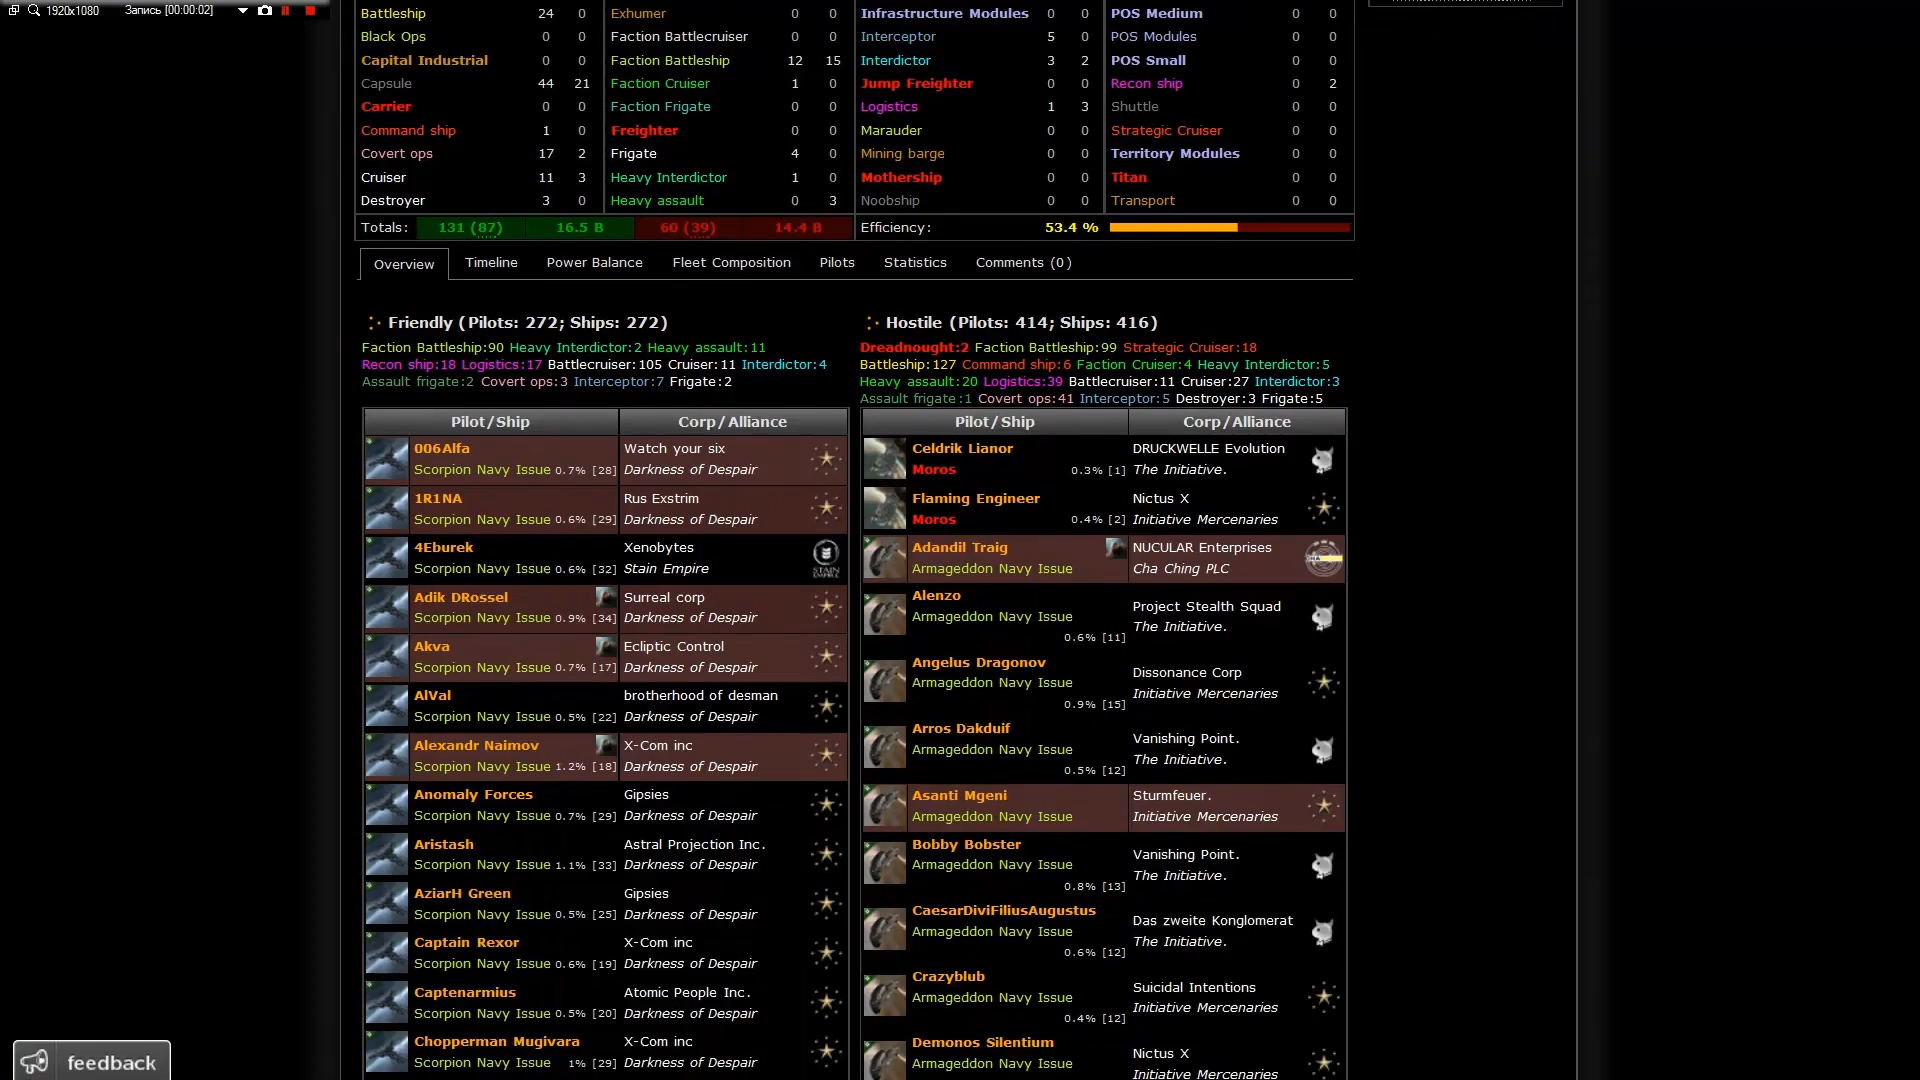 1920x1080 Запись [00:00:02]
Battleship 24 0 Exhumer 0 0 Infrastructure Modules 0 0 POS Medium 0 0
Black Ops 0 0 Faction Battlecruiser 0 0 Interceptor 5 0 POS Modules 0 0
Capital Industrial 0 0 Faction Battleship 12 15 Interdictor 3 2 POS Small 0 0
Capsule 44 21 Faction Cruiser 1 0 Jump Freighter 0 0 Recon ship 0 2
Carrier 0 0 Faction Frigate 0 0 Logistics 1 3 Shuttle 0 0
Command ship 1 0 Freighter 0 0 Marauder 0 0 Strategic Cruiser 0 0
Covert ops 17 2 Frigate 4 0 Mining barge 0 0 Territory Modules 0 0
Cruiser 11 3 Heavy Interdictor 1 0 Mothership 0 0 Titan 0 0
Destroyer 3 0 Heavy assault 0 3 Noobship 0 0 Transport 0 0
Totals: 131 (87) 16.5 B 60 (39) 14.4 B Efficiency: 53.4 %
Overview Timeline Power Balance Fleet Composition Pilots Statistics Comments (0)
Friendly (Pilots: 272; Ships: 272)
Faction Battleship:90 Heavy Interdictor:2 Heavy assault:11
Recon ship:18 Logistics:17 Battlecruiser:105 Cruiser:11 Interdictor:4
Assault frigate:2 Covert ops:3 Interceptor:7 Frigate:2
Pilot/Ship Corp/Alliance
006Alfa Watch your six
Scorpion Navy Issue 0.7% [28] Darkness of Despair
1R1NA Rus Exstrim
Scorpion Navy Issue 0.6% [29] Darkness of Despair
4Eburek Xenobytes
Scorpion Navy Issue 0.6% [32] Stain Empire
STAIN
EMPIRE
Adik DRossel Surreal corp
Scorpion Navy Issue 0.9% [34] Darkness of Despair
Akva Ecliptic Control
Scorpion Navy Issue 0.7% [17] Darkness of Despair
AlVal brotherhood of desman
Scorpion Navy Issue 0.5% [22] Darkness of Despair
Alexandr Naimov X-Com inc
Scorpion Navy Issue 1.2% [18] Darkness of Despair
Anomaly Forces Gipsies
Scorpion Navy Issue 0.7% [29] Darkness of Despair
Aristash Astral Projection Inc.
Scorpion Navy Issue 1.1% [33] Darkness of Despair
AziarH Green Gipsies
Scorpion Navy Issue 0.5% [25] Darkness of Despair
Captain Rexor X-Com inc
Scorpion Navy Issue 0.6% [19] Darkness of Despair
Captenarmius Atomic People Inc.
Scorpion Navy Issue 0.5% [20] Darkness of Despair
Chopperman Mugivara X-Com inc
Scorpion Navy Issue 1% [29] Darkness of Despair
Hostile (Pilots: 414; Ships: 416)
Dreadnought:2 Faction Battleship:99 Strategic Cruiser:18
Battleship:127 Command ship:6 Faction Cruiser:4 Heavy Interdictor:5
Heavy assault:20 Logistics:39 Battlecruiser:11 Cruiser:27 Interdictor:3
Assault frigate:1 Covert ops:41 Interceptor:5 Destroyer:3 Frigate:5
Pilot/Ship Corp/Alliance
Celdrik Lianor DRUCKWELLE Evolution
Moros 0.3% [1] The Initiative.
Flaming Engineer Nictus X
Moros 0.4% [2] Initiative Mercenaries
Adandil Traig NUCULAR Enterprises
Armageddon Navy Issue Cha Ching PLC
Alenzo Project Stealth Squad
Armageddon Navy Issue The Initiative.
0.6% [11]
Angelus Dragonov Dissonance Corp
Armageddon Navy Issue Initiative Mercenaries
0.9% [15]
Arros Dakduif Vanishing Point.
Armageddon Navy Issue The Initiative.
0.5% [12]
Asanti Mgeni Sturmfeuer.
Armageddon Navy Issue Initiative Mercenaries
Bobby Bobster Vanishing Point.
Armageddon Navy Issue The Initiative.
0.8% [13]
CaesarDiviFiliusAugustus Das zweite Konglomerat
Armageddon Navy Issue The Initiative.
0.6% [12]
Crazyblub Suicidal Intentions
Armageddon Navy Issue Initiative Mercenaries
0.4% [12]
Demonos Silentium Nictus X
Armageddon Navy Issue Initiative Mercenaries
feedback